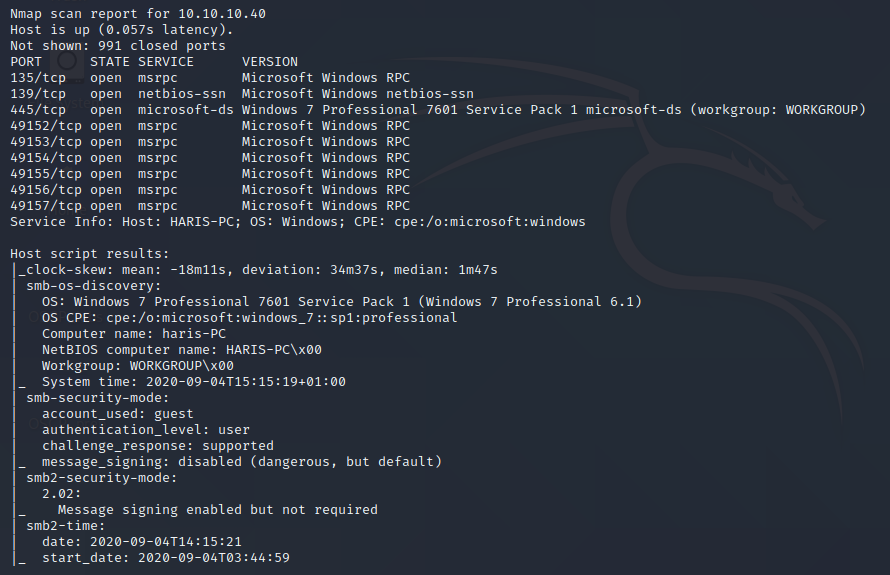 Nmap scan report for 10.10.10.40
Host is up (0.057s latency).
Not shown: 991 closed ports
PORT      STATE SERVICE      VERSION
135/tcp   open  msrpc        Microsoft Windows RPC
139/tcp   open  netbios-ssn  Microsoft Windows netbios-ssn
445/tcp   open  microsoft-ds Windows 7 Professional 7601 Service Pack 1 microsoft-ds (workgroup: WORKGROUP)
49152/tcp open  msrpc        Microsoft Windows RPC
49153/tcp open  msrpc        Microsoft Windows RPC
49154/tcp open  msrpc        Microsoft Windows RPC
49155/tcp open  msrpc        Microsoft Windows RPC
49156/tcp open  msrpc        Microsoft Windows RPC
49157/tcp open  msrpc        Microsoft Windows RPC
Service Info: Host: HARIS-PC; OS: Windows; CPE: cpe:/o:microsoft:windows

Host script results:
|_clock-skew: mean: -18m11s, deviation: 34m37s, median: 1m47s
| smb-os-discovery:
|   OS: Windows 7 Professional 7601 Service Pack 1 (Windows 7 Professional 6.1)
|   OS CPE: cpe:/o:microsoft:windows_7::sp1:professional
|   Computer name: haris-PC
|   NetBIOS computer name: HARIS-PC\x00
|   Workgroup: WORKGROUP\x00
|_  System time: 2020-09-04T15:15:19+01:00
| smb-security-mode:
|   account_used: guest
|   authentication_level: user
|   challenge_response: supported
|_  message_signing: disabled (dangerous, but default)
| smb2-security-mode:
|   2.02:
|_    Message signing enabled but not required
| smb2-time:
|   date: 2020-09-04T14:15:21
|_  start_date: 2020-09-04T03:44:59